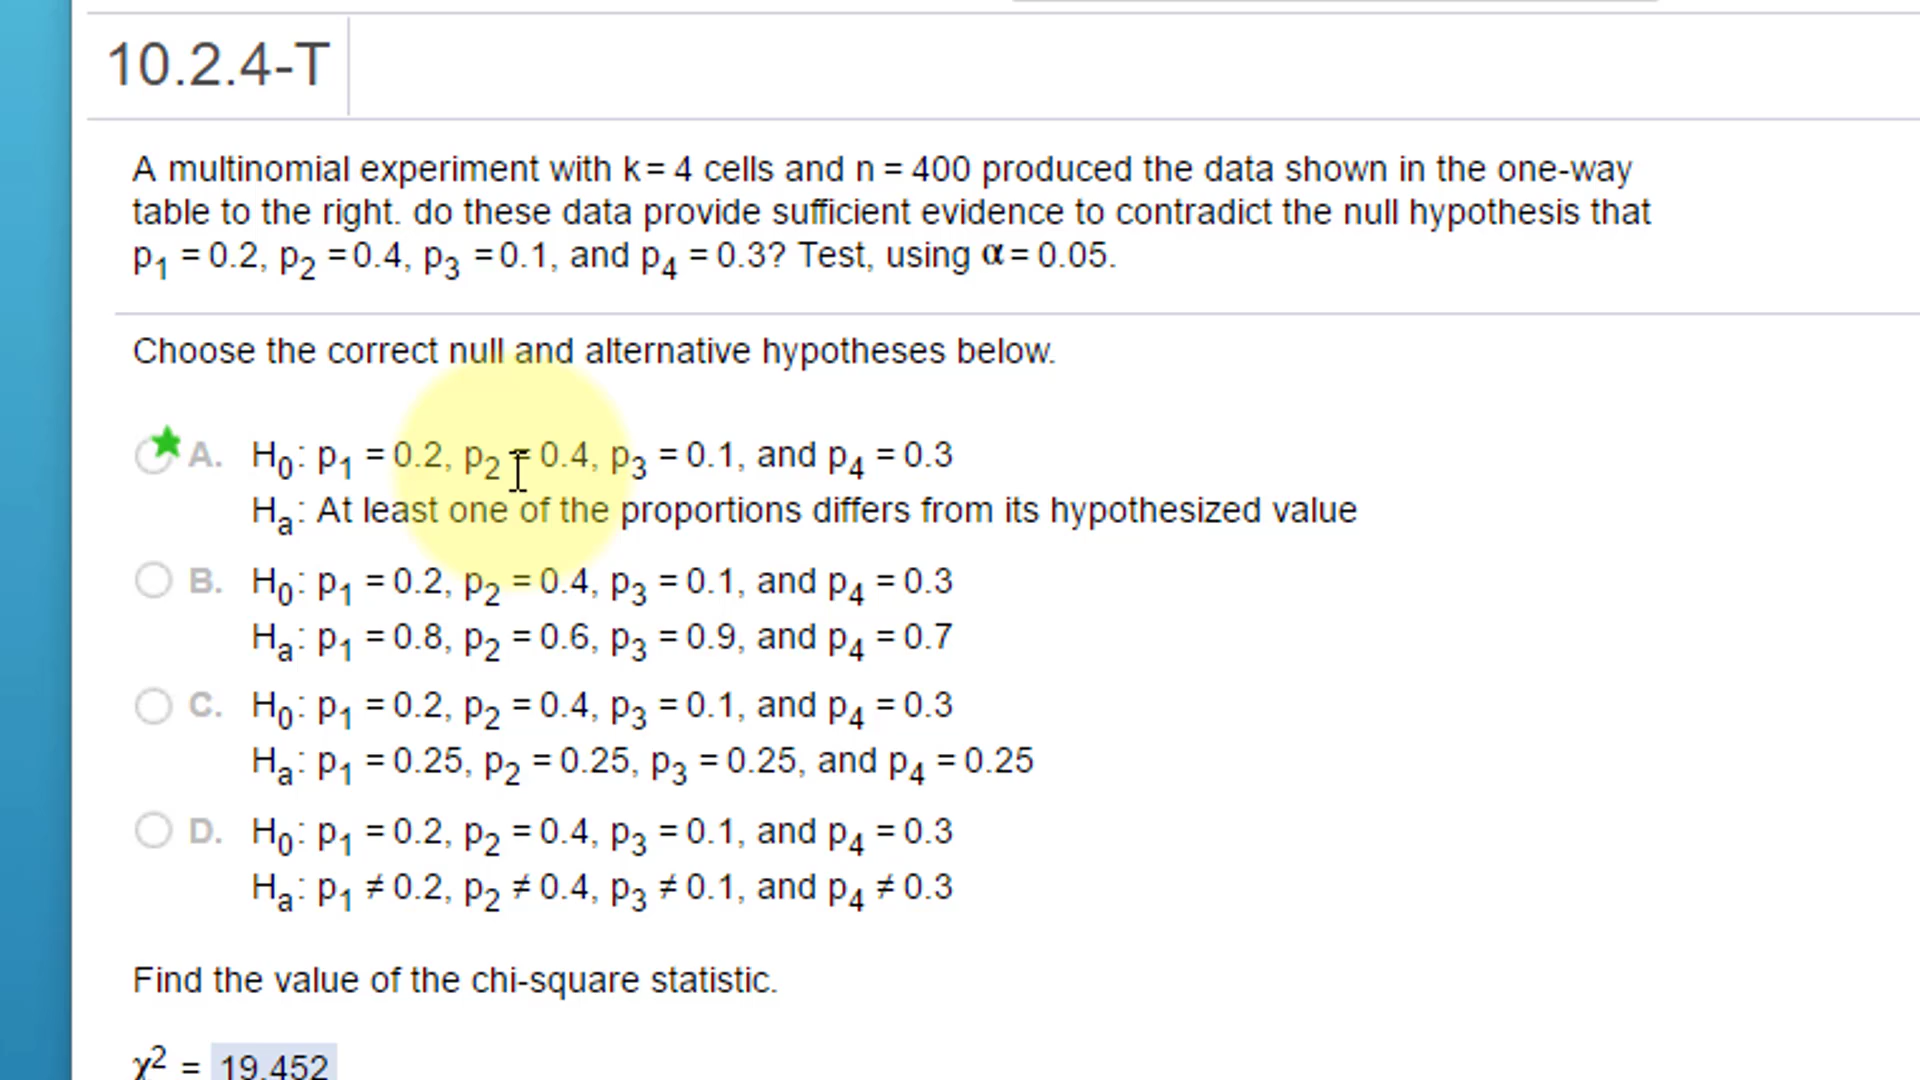 10.2.4-T
A multinomial experiment with k = 4 cells and n = 400 produced the data shown in the one-way
table to the right. do these data provide sufficient evidence to contradict the null hypothesis that
p₁ = 0.2, p₂ = 0.4, p₃ = 0.1, and p₄ = 0.3? Test, using α = 0.05.
Choose the correct null and alternative hypotheses below.
A. H₀: p₁ = 0.2, p₂ = 0.4, p₃ = 0.1, and p₄ = 0.3
Hₐ: At least one of the proportions differs from its hypothesized value
B. H₀: p₁ = 0.2, p₂ = 0.4, p₃ = 0.1, and p₄ = 0.3
Hₐ: p₁ = 0.8, p₂ = 0.6, p₃ = 0.9, and p₄ = 0.7
C. H₀: p₁ = 0.2, p₂ = 0.4, p₃ = 0.1, and p₄ = 0.3
Hₐ: p₁ = 0.25, p₂ = 0.25, p₃ = 0.25, and p₄ = 0.25
D. H₀: p₁ = 0.2, p₂ = 0.4, p₃ = 0.1, and p₄ = 0.3
Hₐ: p₁ ≠ 0.2, p₂ ≠ 0.4, p₃ ≠ 0.1, and p₄ ≠ 0.3
Find the value of the chi-square statistic.
χ² = 19.452